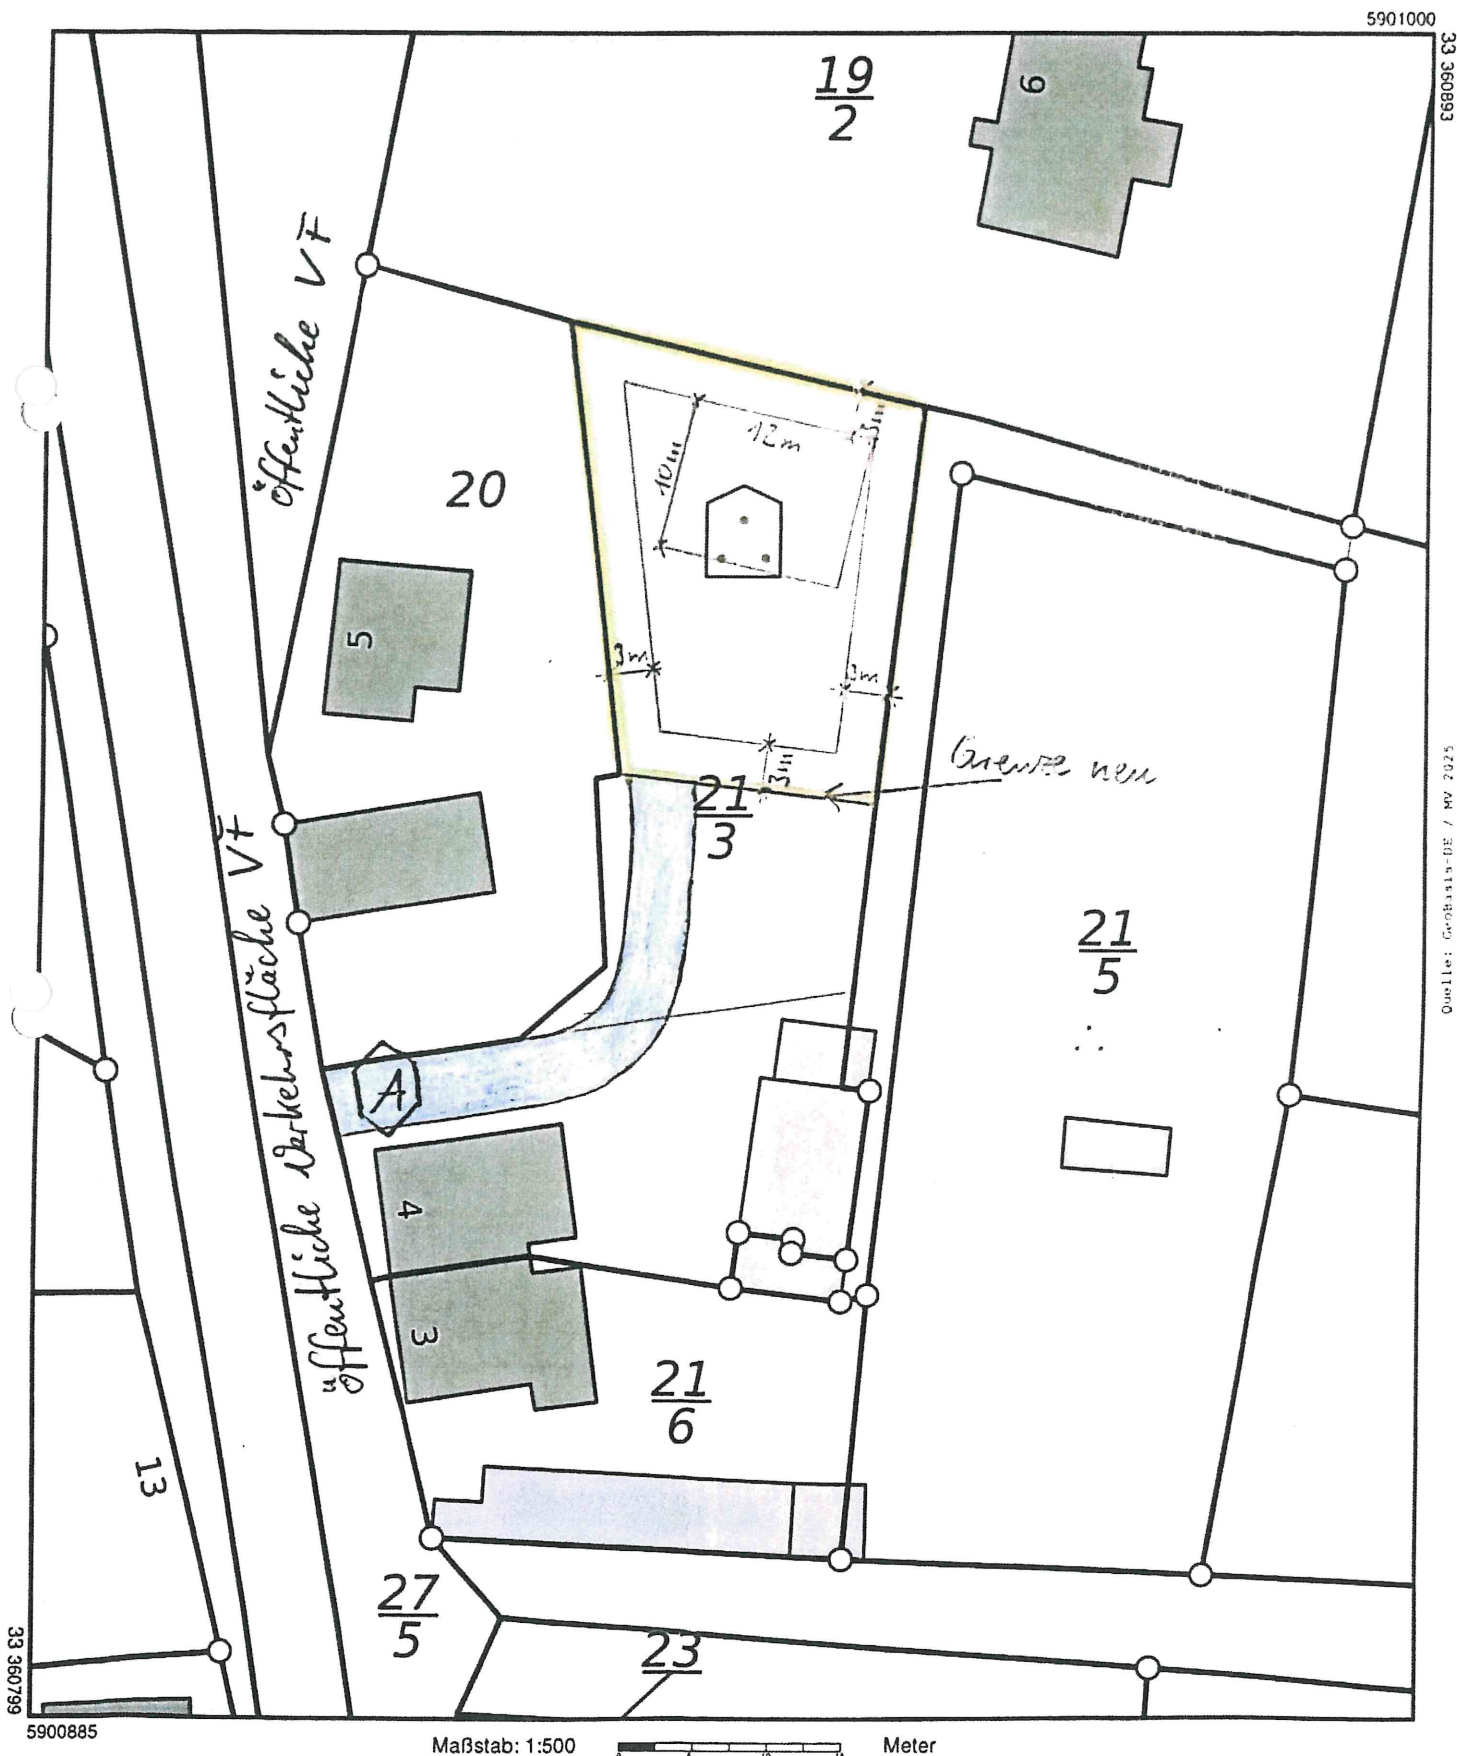 5901000
33 360893
19
2
6
öffentliche VF
12m
3m
10m
20
5
3m
3m
3m
Grenze neu
21
3
Quelle: GeoBasis-DE / MV 2025
öffentliche Verkehrsfläche VF
21
5
A
4
3
21
6
13
27
5
23
33 360799
5900885
Maßstab: 1:500
Meter